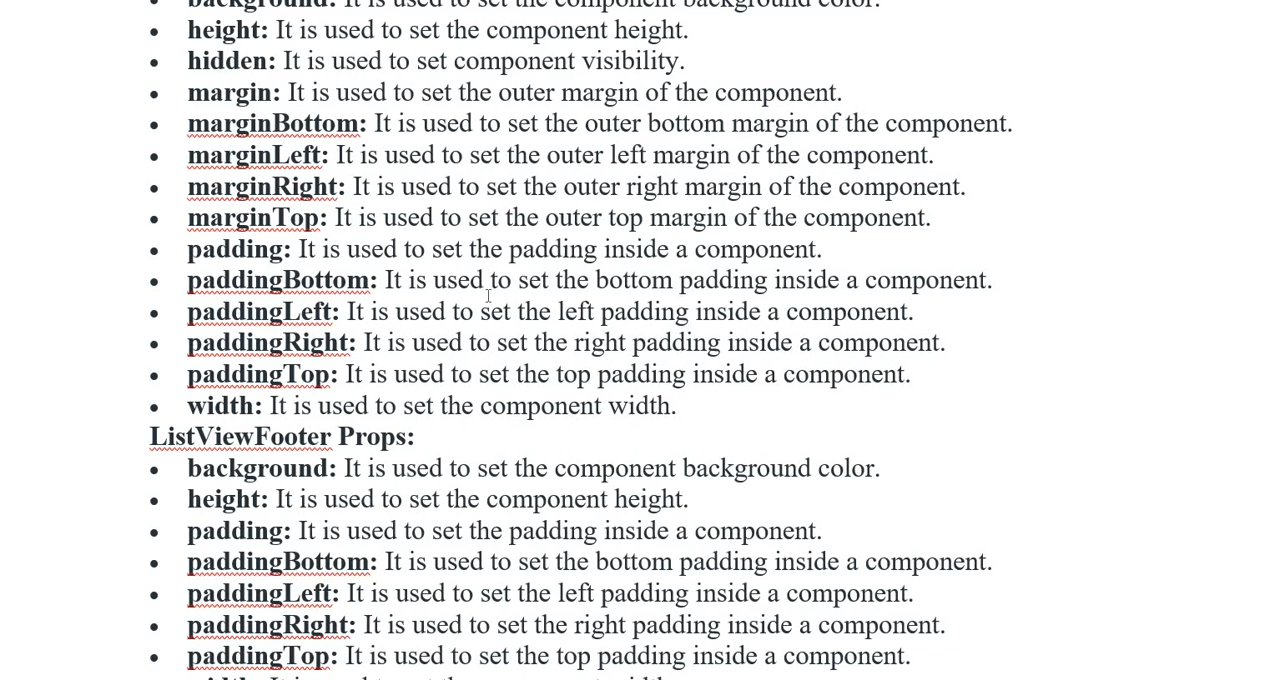 • background: It is used to set the component background color.
• height: It is used to set the component height.
• hidden: It is used to set component visibility.
• margin: It is used to set the outer margin of the component.
• marginBottom: It is used to set the outer bottom margin of the component.
• marginLeft: It is used to set the outer left margin of the component.
• marginRight: It is used to set the outer right margin of the component.
• marginTop: It is used to set the outer top margin of the component.
• padding: It is used to set the padding inside a component.
• paddingBottom: It is used to set the bottom padding inside a component.
• paddingLeft: It is used to set the left padding inside a component.
• paddingRight: It is used to set the right padding inside a component.
• paddingTop: It is used to set the top padding inside a component.
• width: It is used to set the component width.
ListViewFooter Props:
• background: It is used to set the component background color.
• height: It is used to set the component height.
• padding: It is used to set the padding inside a component.
• paddingBottom: It is used to set the bottom padding inside a component.
• paddingLeft: It is used to set the left padding inside a component.
• paddingRight: It is used to set the right padding inside a component.
• paddingTop: It is used to set the top padding inside a component.